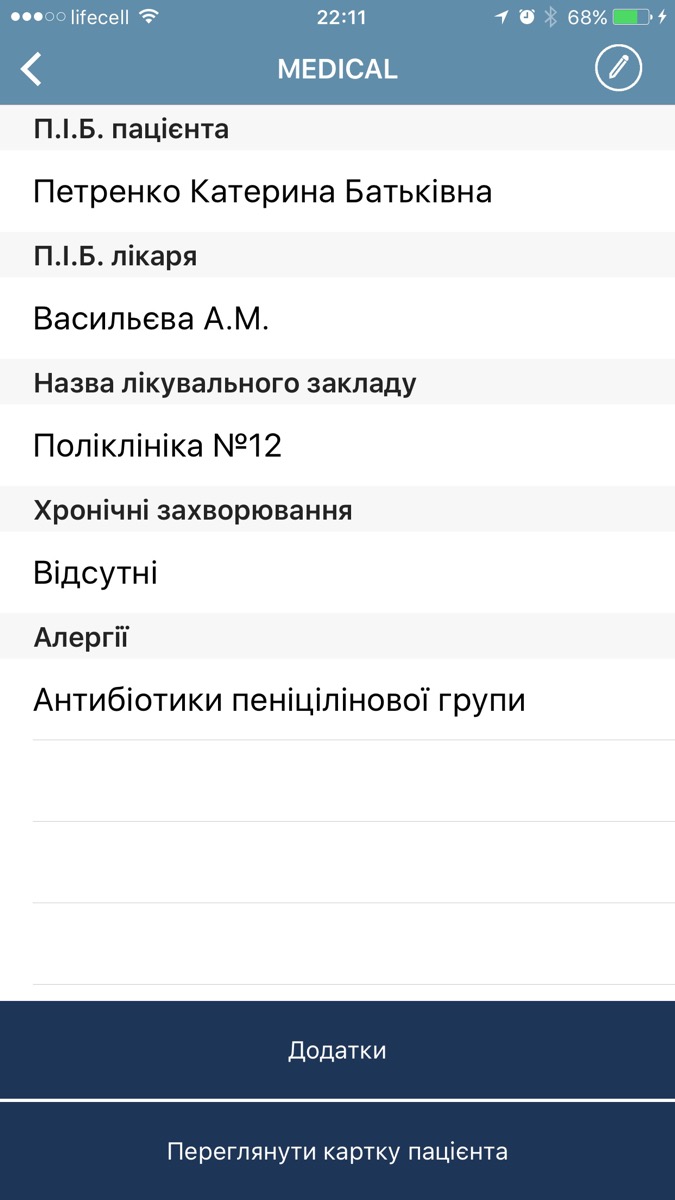 lifecell 22:11 68%
MEDICAL
П.І.Б. пацієнта
Петренко Катерина Батьківна
П.І.Б. лікаря
Васильєва А.М.
Назва лікувального закладу
Поліклініка №12
Хронічні захворювання
Відсутні
Алергії
Антибіотики пеніцілінової групи
Додатки
Переглянути картку пацієнта